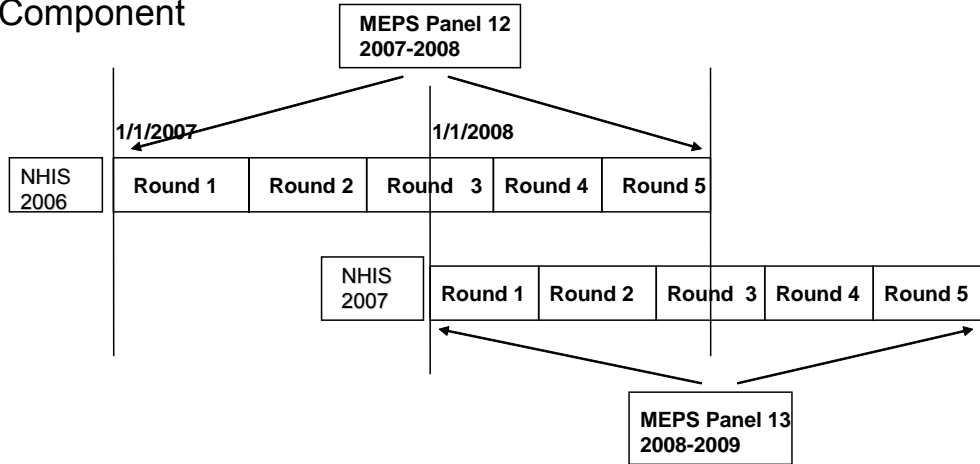 Component
MEPS Panel 12
2007-2008
1/1/2007
1/1/2008
NHIS
2006
Round 1
Round 2
Round 3
Round 4
Round 5
NHIS
2007
Round 1
Round 2
Round 3
Round 4
Round 5
MEPS Panel 13
2008-2009